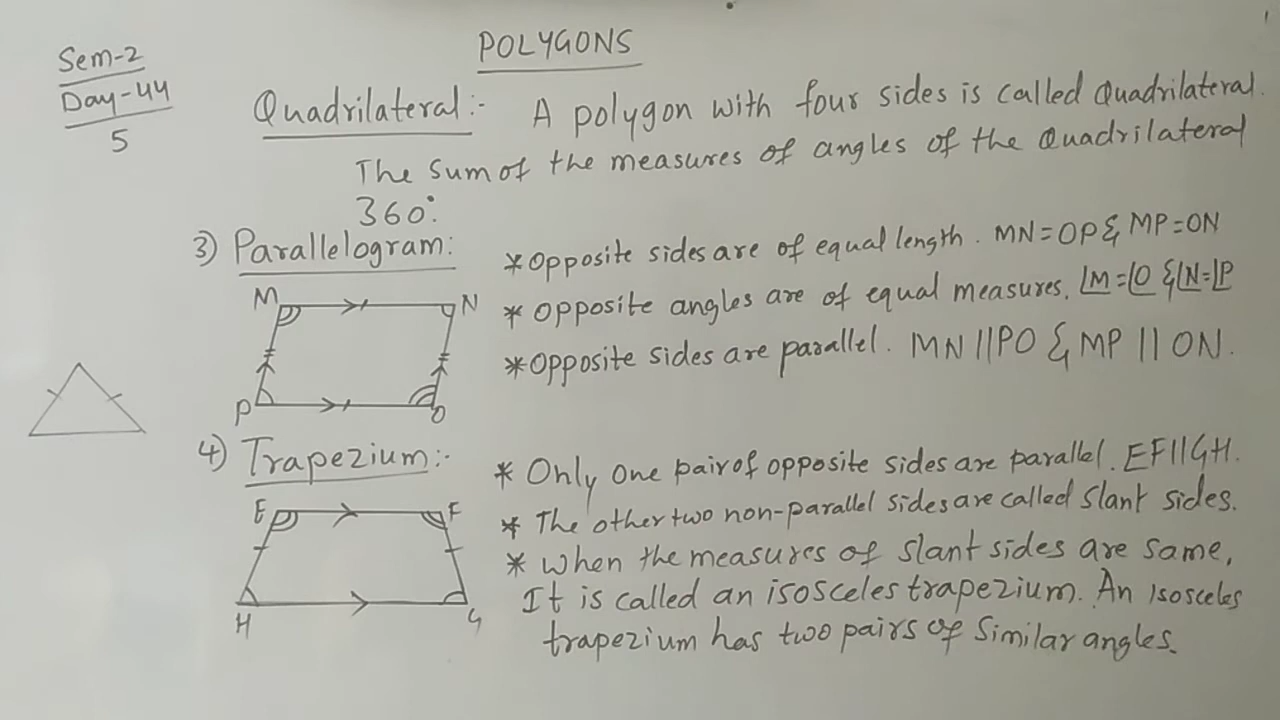 POLYGONS
Sem-2
Day-44
5
Quadrilateral:- A polygon with four sides is called Quadrilateral.
The sum of the measures of angles of the Quadrilateral
360°.
3) Parallelogram:
* Opposite sides are of equal length. MN=OP & MP=ON
* Opposite angles are of equal measures. ∠M=∠O & ∠N=∠P
* Opposite sides are parallel. MN||PO & MP || ON.
M N
P O
4) Trapezium:-
* Only one pair of opposite sides are parallel. EF||GH.
* The other two non-parallel sides are called slant sides.
* When the measures of slant sides are same,
It is called an isosceles trapezium. An Isosceles
trapezium has two pairs of Similar angles.
E F
H G